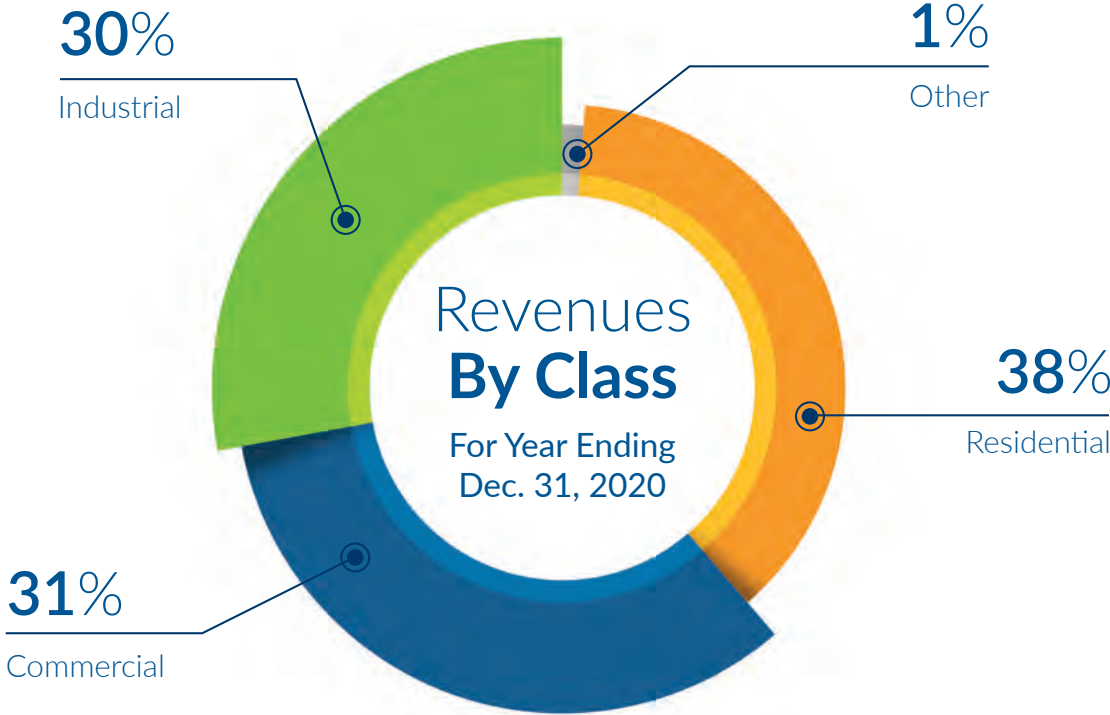 30%
Industrial
1%
Other
Revenues
By Class
For Year Ending
Dec. 31, 2020
38%
Residential
31%
Commercial